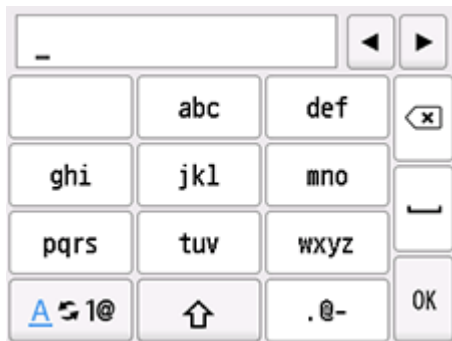 _
abc def
ghi jkl mno
pqrs tuv wxyz
A 1@ .@- OK